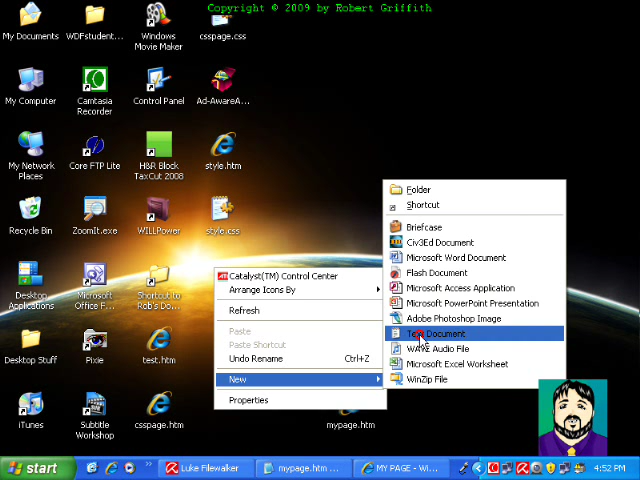 Copyright © 2009 by Robert Griffith
My Documents
WDFstudent...
Windows
Movie Maker
csspage.css
My Computer
Camtasia
Recorder
Control Panel
Ad-AwareA...
My Network
Places
Core FTP Lite
H&R Block
TaxCut 2008
style.htm
Recycle Bin
ZoomIt.exe
WILLPower
style.css
Desktop
Applications
Microsoft
Office F...
Shortcut to
Rob's Do...
Desktop Stuff
Pixie
test.htm
iTunes
Subtitle
Workshop
csspage.htm
mypage.htm
Catalyst(TM) Control Center
Arrange Icons By
Refresh
Paste
Paste Shortcut
Undo Rename Ctrl+Z
New
Properties
Folder
Shortcut
Briefcase
Civ3Ed Document
Microsoft Word Document
Flash Document
Microsoft Access Application
Microsoft PowerPoint Presentation
Adobe Photoshop Image
Text Document
WAVE Audio File
Microsoft Excel Worksheet
WinZip File
start
Luke Filewalker
mypage.htm ...
MY PAGE - Wi...
4:52 PM